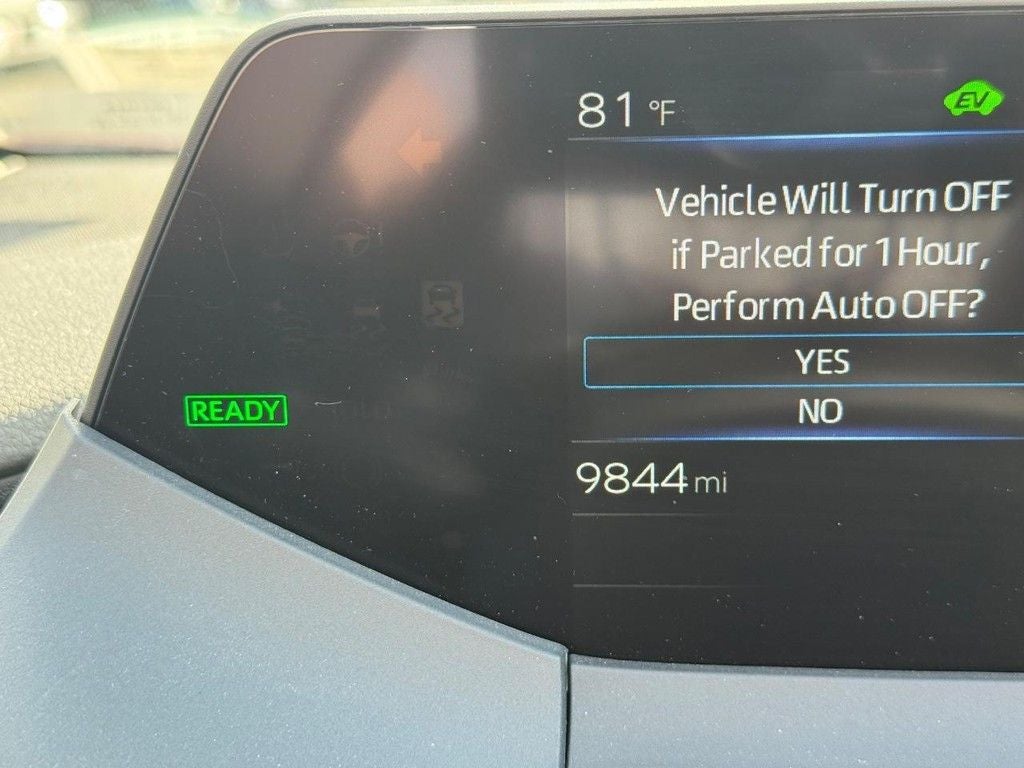 81 °F
EV
Vehicle Will Turn OFF
if Parked for 1 Hour,
Perform Auto OFF?
YES
NO
READY
9844 mi